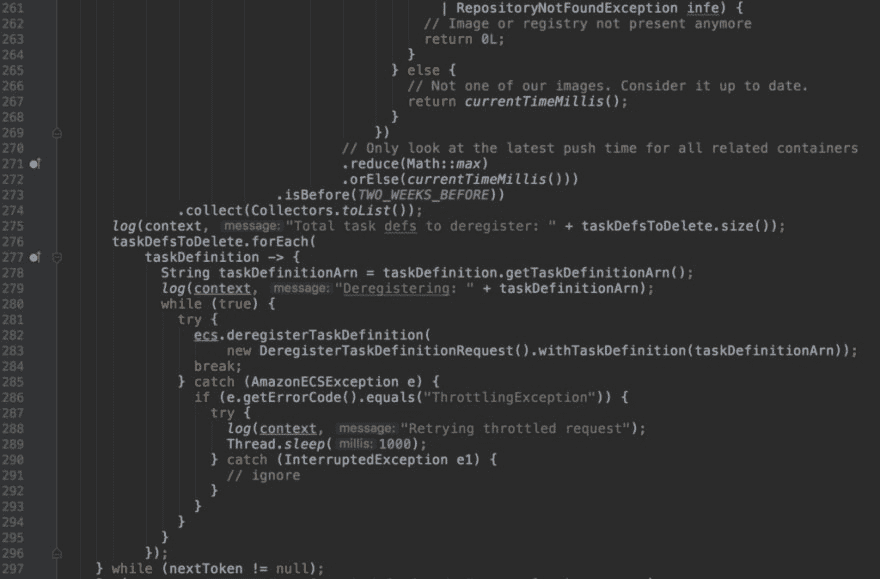 261 | RepositoryNotFoundException infe) {
262 // Image or registry not present anymore
263 return 0L;
264 }
265 } else {
266 // Not one of our images. Consider it up to date.
267 return currentTimeMillis();
268 }
269 })
270 // Only look at the latest push time for all related containers
271 .reduce(Math::max)
272 .orElse(currentTimeMillis()))
273 .isBefore(TWO_WEEKS_BEFORE))
274 .collect(Collectors.toList());
275 log(context, message: "Total task defs to deregister: " + taskDefsToDelete.size());
276 taskDefsToDelete.forEach(
277 taskDefinition -> {
278 String taskDefinitionArn = taskDefinition.getTaskDefinitionArn();
279 log(context, message: "Deregistering: " + taskDefinitionArn);
280 while (true) {
281 try {
282 ecs.deregisterTaskDefinition(
283 new DeregisterTaskDefinitionRequest().withTaskDefinition(taskDefinitionArn));
284 break;
285 } catch (AmazonECSException e) {
286 if (e.getErrorCode().equals("ThrottlingException")) {
287 try {
288 log(context, message: "Retrying throttled request");
289 Thread.sleep( millis: 1000);
290 } catch (InterruptedException e1) {
291 // ignore
292 }
293 }
294 }
295 }
296 });
297 } while (nextToken != null);